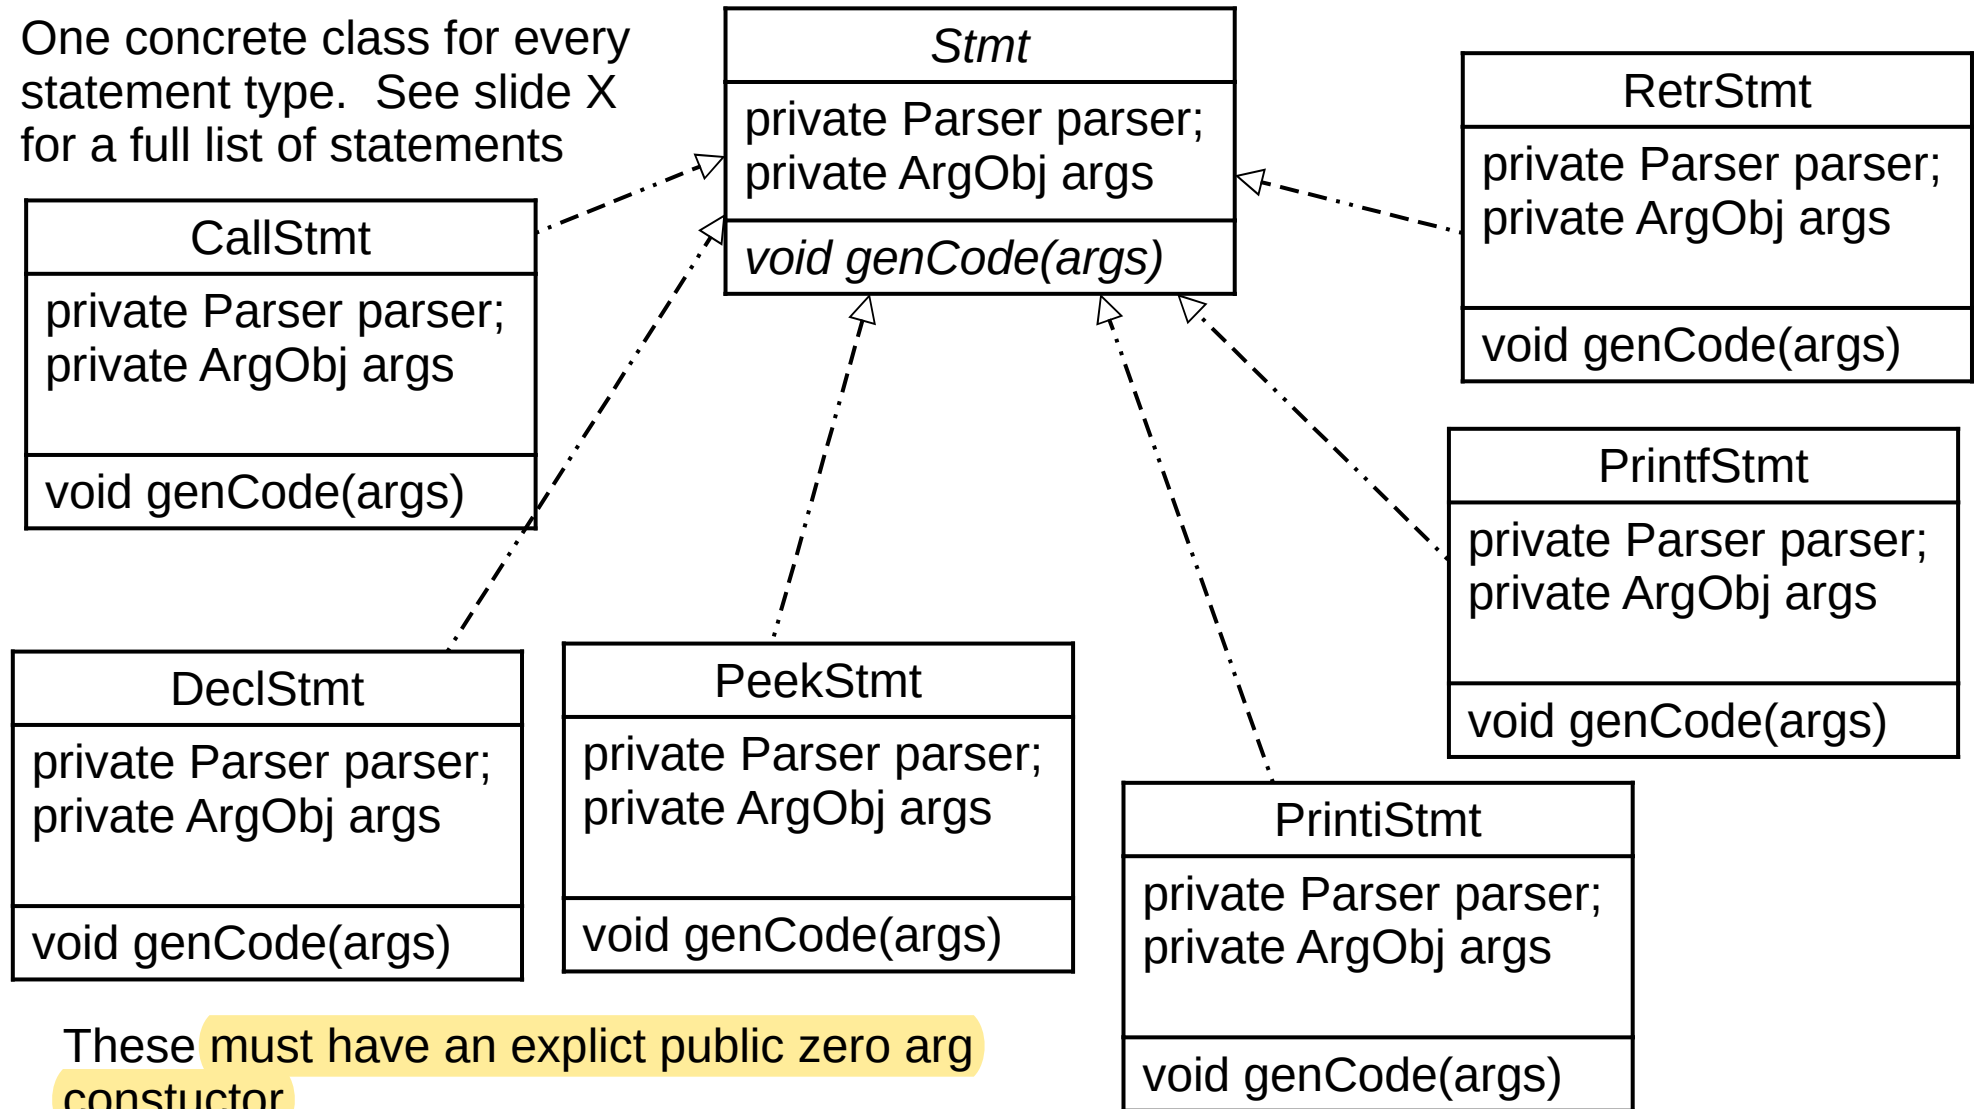 One concrete class for every
statement type.  See slide X
for a full list of statements
Stmt
private Parser parser;
private ArgObj args
void genCode(args)
RetrStmt
private Parser parser;
private ArgObj args
void genCode(args)
CallStmt
private Parser parser;
private ArgObj args
void genCode(args)
PrintfStmt
private Parser parser;
private ArgObj args
void genCode(args)
DeclStmt
private Parser parser;
private ArgObj args
void genCode(args)
PeekStmt
private Parser parser;
private ArgObj args
void genCode(args)
PrintiStmt
private Parser parser;
private ArgObj args
void genCode(args)
These must have an explict public zero arg
constuctor